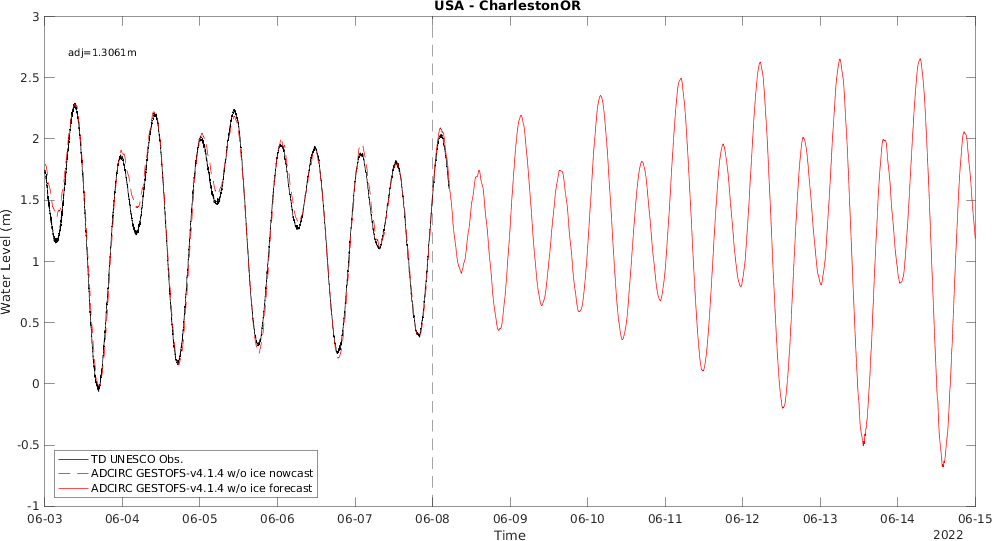 USA - CharlestonOR
adj=1.3061m
3
2.5
2
1.5
1
0.5
0
-0.5
-1
Water Level (m)
TD UNESCO Obs.
ADCIRC GESTOFS-v4.1.4 w/o ice nowcast
ADCIRC GESTOFS-v4.1.4 w/o ice forecast
06-03 06-04 06-05 06-06 06-07 06-08 06-09 06-10 06-11 06-12 06-13 06-14 06-15
Time
2022